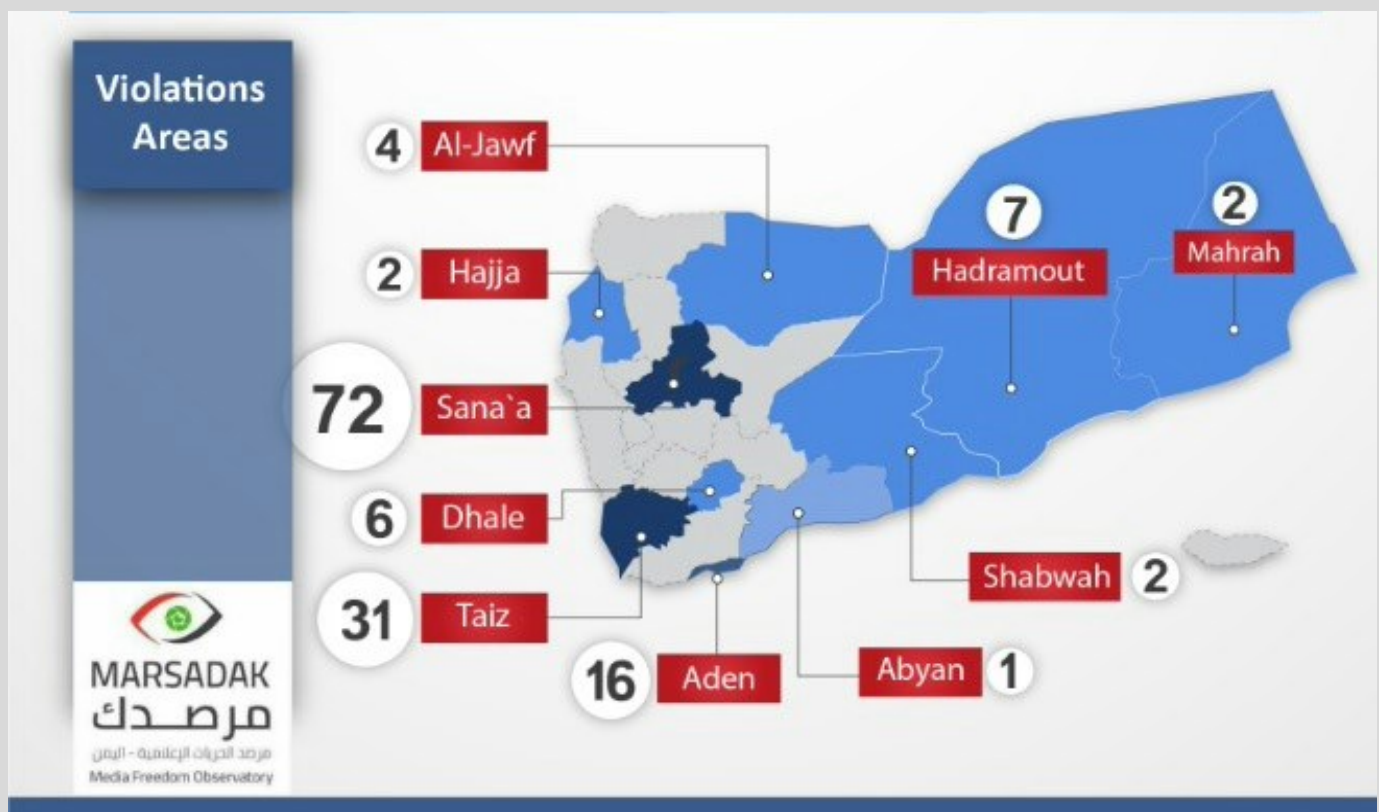 Violations
Areas
4 Al-Jawf
2 Hajja
72 Sana`a
6 Dhale
31 Taiz
16 Aden
Abyan 1
Shabwah 2
7
Hadramout
2
Mahrah
MARSADAK
مرصدك
مرصد الحريات الإعلامية - اليمن
Media Freedom Observatory